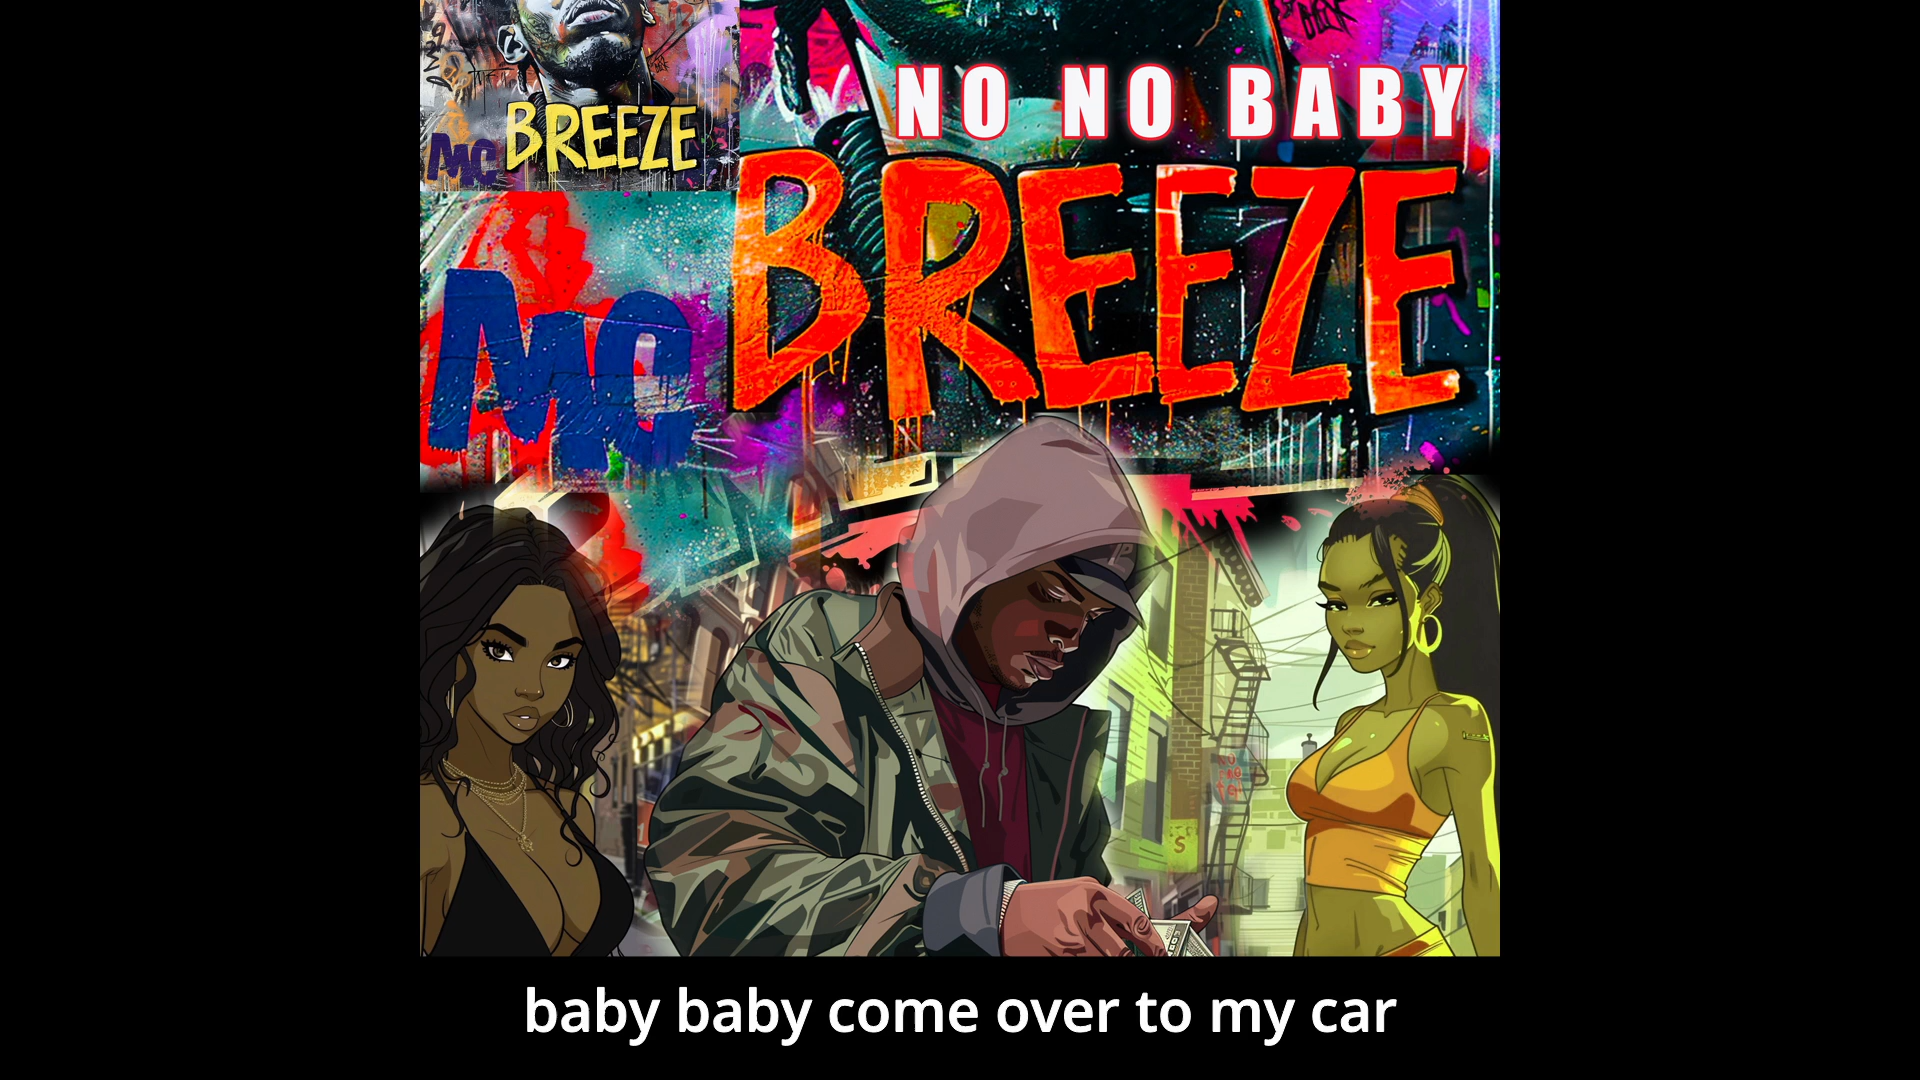 BREEZE
MC
NO NO BABY
BREEZE
MC
baby baby come over to my car